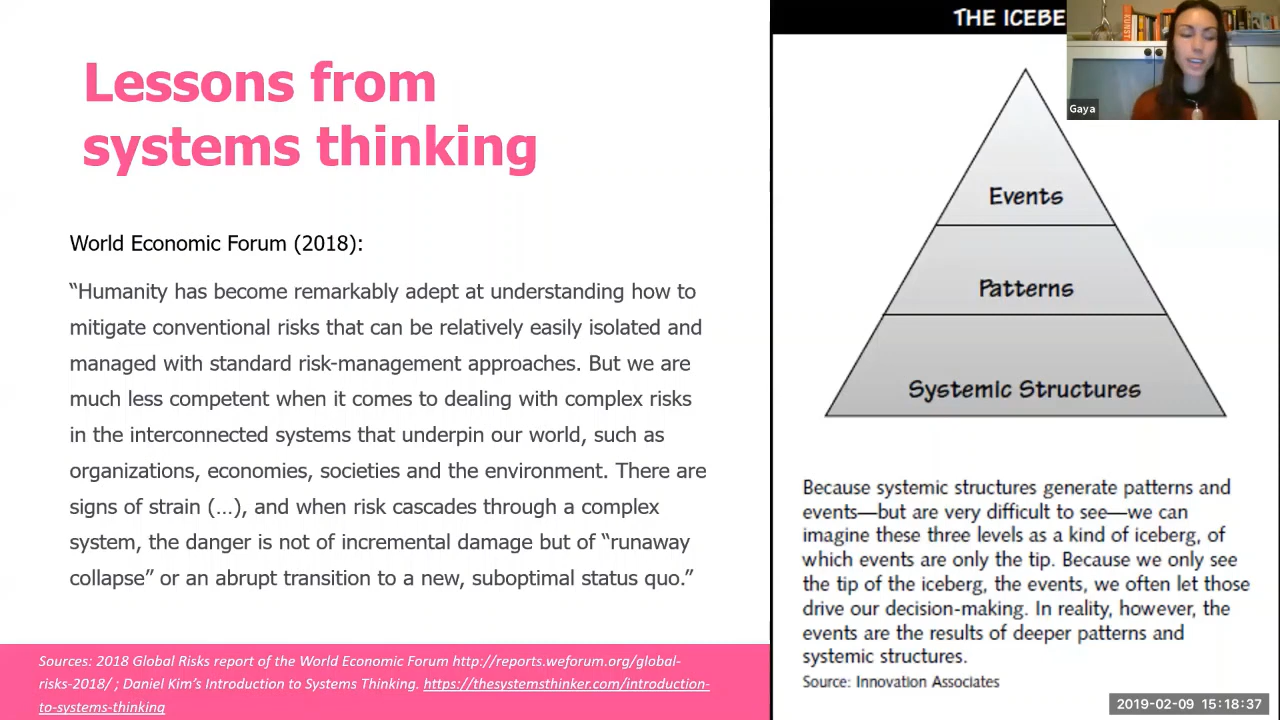 Lessons from
systems thinking
World Economic Forum (2018):
“Humanity has become remarkably adept at understanding how to
mitigate conventional risks that can be relatively easily isolated and
managed with standard risk-management approaches. But we are
much less competent when it comes to dealing with complex risks
in the interconnected systems that underpin our world, such as
organizations, economies, societies and the environment. There are
signs of strain (…), and when risk cascades through a complex
system, the danger is not of incremental damage but of “runaway
collapse” or an abrupt transition to a new, suboptimal status quo.”
Sources: 2018 Global Risks report of the World Economic Forum http://reports.weforum.org/global-
risks-2018/ ; Daniel Kim’s Introduction to Systems Thinking. https://thesystemsthinker.com/introduction-
to-systems-thinking
THE ICEBE
KUNST
Gaya
Events
Patterns
Systemic Structures
Because systemic structures generate patterns and
events—but are very difficult to see—we can
imagine these three levels as a kind of iceberg, of
which events are only the tip. Because we only see
the tip of the iceberg, the events, we often let those
drive our decision-making. In reality, however, the
events are the results of deeper patterns and
systemic structures.
Source: Innovation Associates
2019-02-09 15:18:37